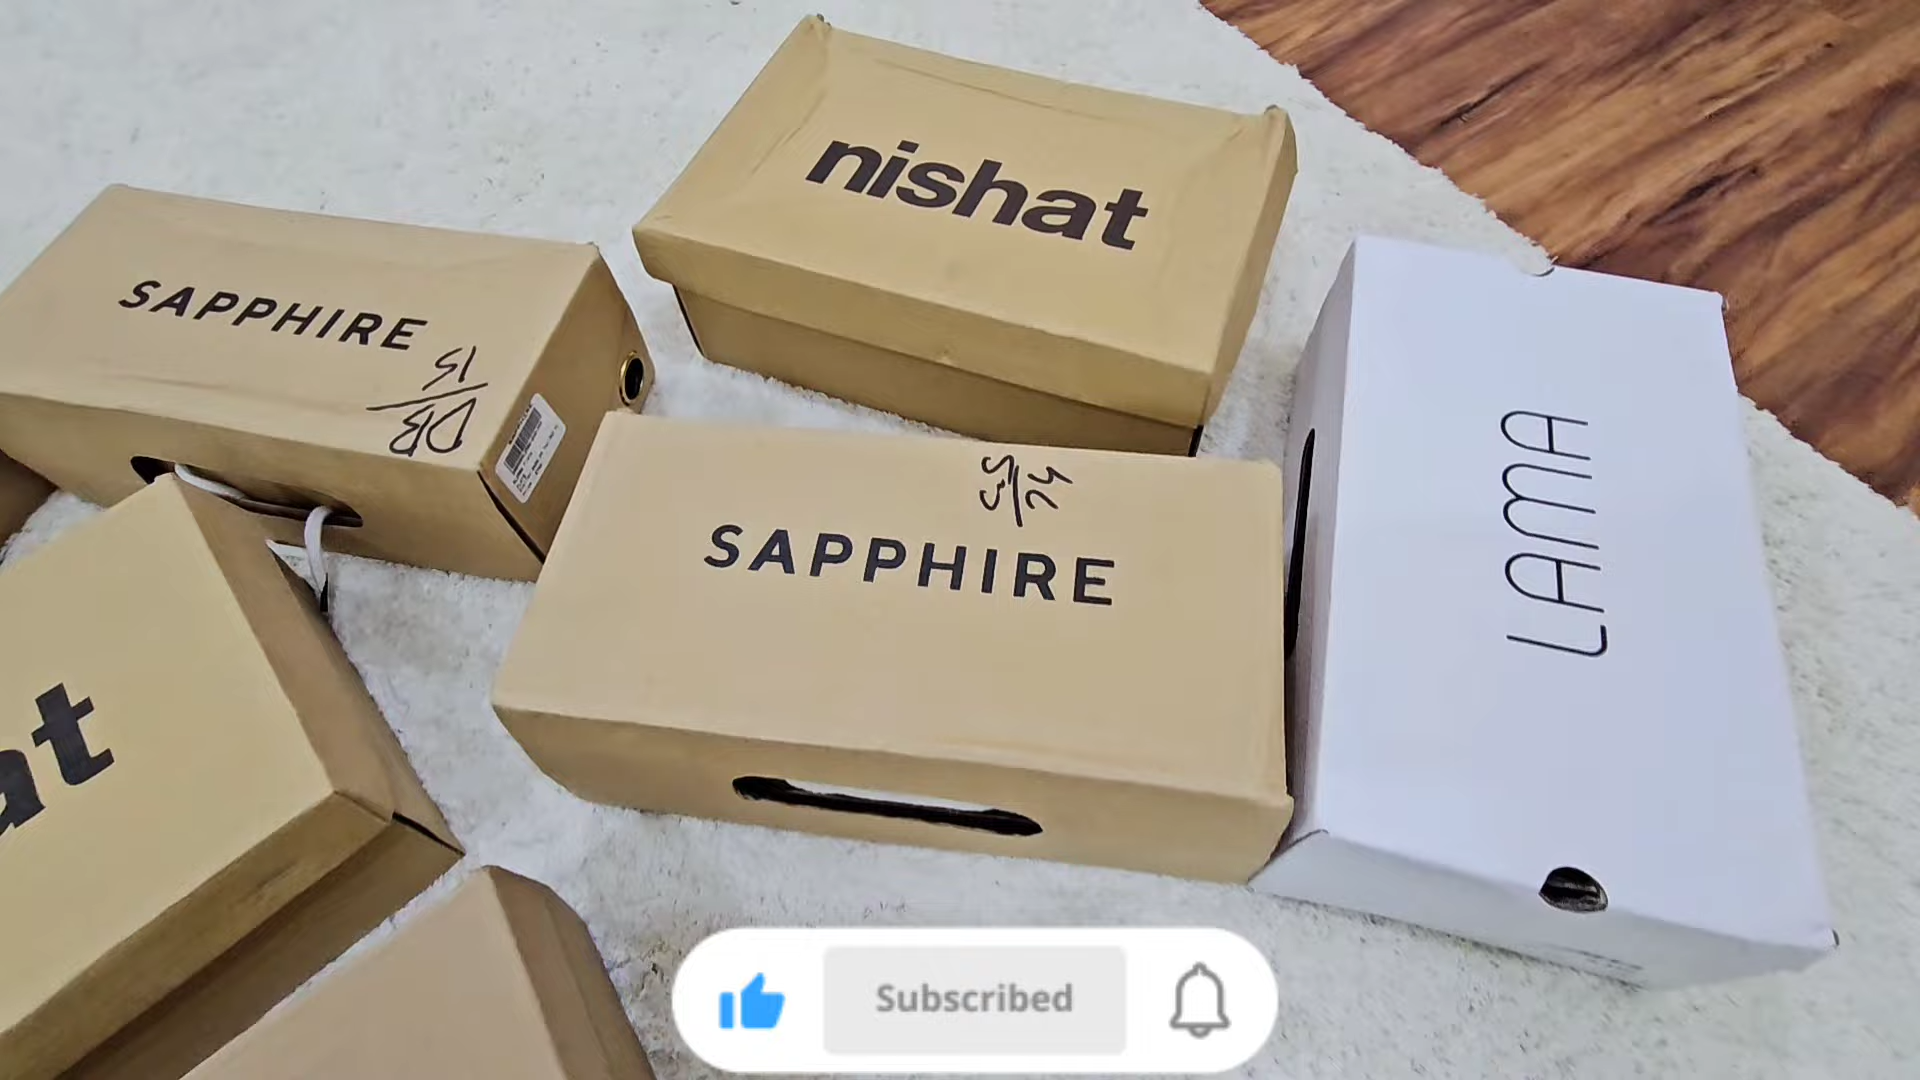 nishat
SAPPHIRE
15
DB
SAPPHIRE
LAMA
at
Subscribed